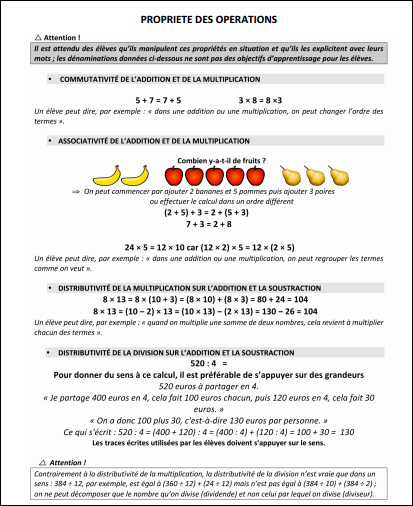 PROPRIETE DES OPERATIONS
△ Attention !
Il est attendu des élèves qu'ils manipulent ces propriétés en situation et qu'ils les explicitent avec leurs
mots ; les dénominations données ci-dessous ne sont pas des objectifs d'apprentissage pour les élèves.
• COMMUTATIVITÉ DE L'ADDITION ET DE LA MULTIPLICATION
5 + 7 = 7 + 5 3 × 8 = 8 ×3
Un élève peut dire, par exemple : « dans une addition ou une multiplication, on peut changer l'ordre des
termes ».
• ASSOCIATIVITÉ DE L'ADDITION ET DE LA MULTIPLICATION
Combien y-a-t-il de fruits ?
⇒ On peut commencer par ajouter 2 bananes et 5 pommes puis ajouter 3 poires
ou effectuer le calcul dans un ordre différent
(2 + 5) + 3 = 2 + (5 + 3)
7 + 3 = 2 + 8
24 × 5 = 12 × 10 car (12 × 2) × 5 = 12 × (2 × 5)
Un élève peut dire, par exemple : « dans une addition ou une multiplication, on peut regrouper les termes
comme on veut ».
• DISTRIBUTIVITÉ DE LA MULTIPLICATION SUR L'ADDITION ET LA SOUSTRACTION
8 × 13 = 8 × (10 + 3) = (8 × 10) + (8 × 3) = 80 + 24 = 104
8 × 13 = (10 – 2) × 13 = (10 × 13) – (2 × 13) = 130 – 26 = 104
Un élève peut dire, par exemple : « quand on multiplie une somme de deux nombres, cela revient à multiplier
chacun des termes ».
• DISTRIBUTIVITÉ DE LA DIVISION SUR L'ADDITION ET LA SOUSTRACTION
520 : 4 =
Pour donner du sens à ce calcul, il est préférable de s'appuyer sur des grandeurs
520 euros à partager en 4.
« Je partage 400 euros en 4, cela fait 100 euros chacun, puis 120 euros en 4, cela fait 30
euros. »
« On a donc 100 plus 30, c'est-à-dire 130 euros par personne. »
Ce qui s'écrit : 520 : 4 = (400 + 120) : 4 = (400 : 4) + (120 : 4) = 100 + 30 = 130
Les traces écrites utilisées par les élèves doivent s'appuyer sur le sens.
△ Attention !
Contrairement à la distributivité de la multiplication, la distributivité de la division n'est vraie que dans un
sens : 384 ÷ 12, par exemple, est égal à (360 ÷ 12) + (24 ÷ 12) mais n'est pas égal à (384 ÷ 10) + (384 ÷ 2) ;
on ne peut décomposer que le nombre qu'on divise (dividende) et non celui par lequel on divise (diviseur).